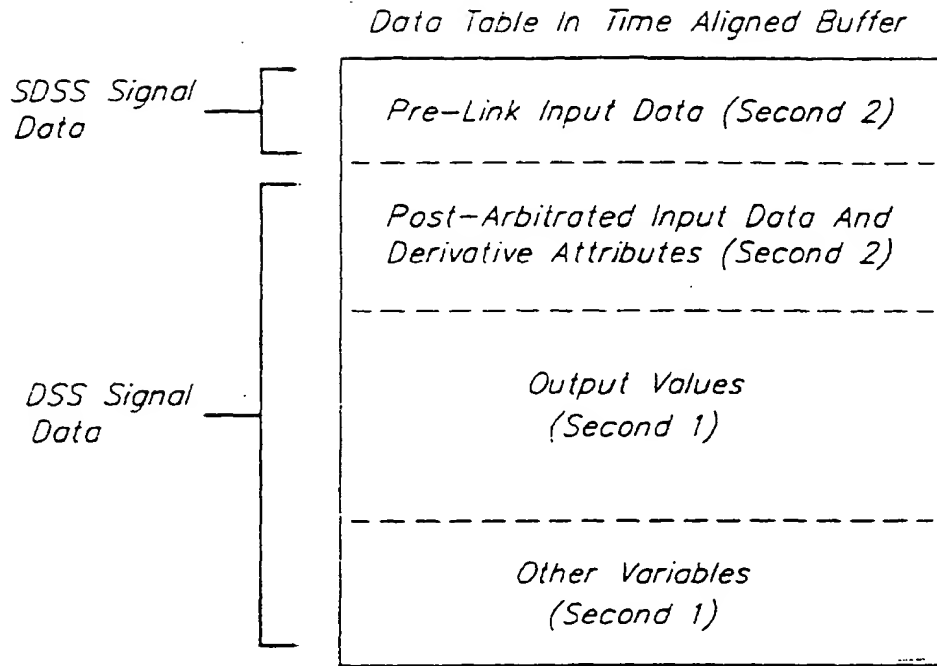 Data Table In Time Aligned Buffer
SDSS Signal
Data
Pre-Link Input Data (Second 2)
Post-Arbitrated Input Data And
Derivative Attributes (Second 2)
DSS Signal
Data
Output Values
(Second 1)
Other Variables
(Second 1)